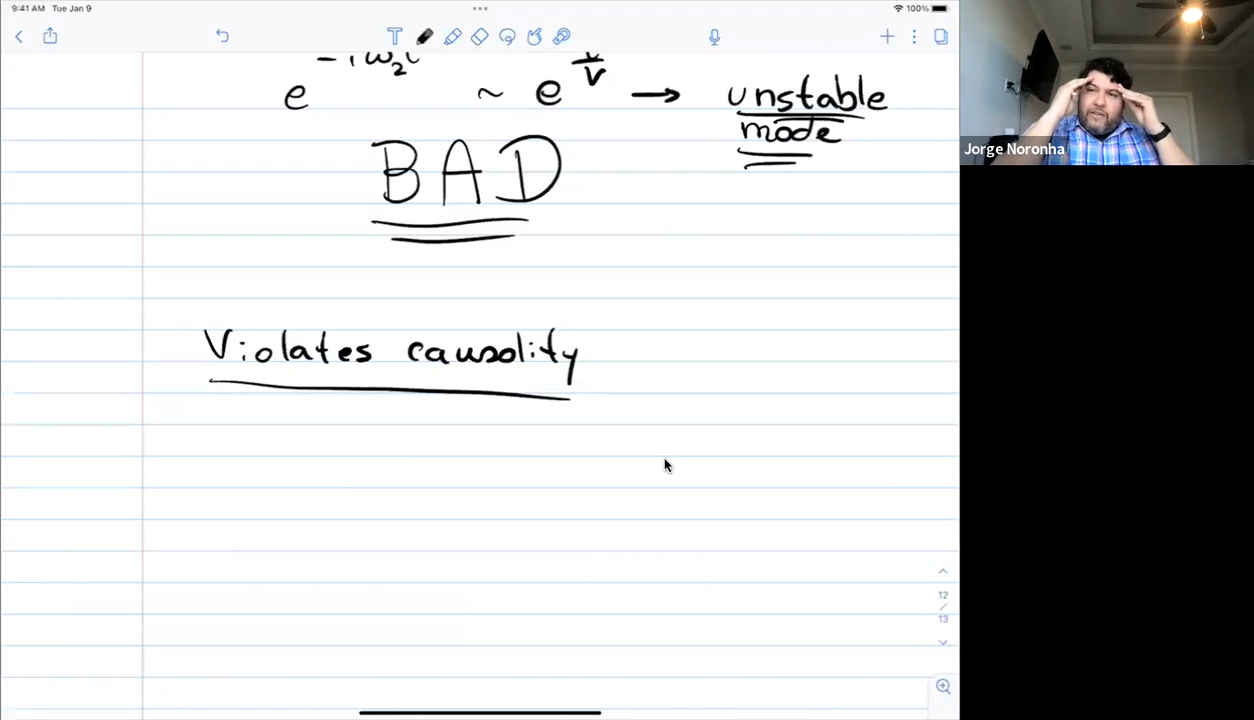 9:41 AM Tue Jan 9
100%
e ~ e → unstable
mode
BAD
Violates causality
12
/
13
Jorge Noronha